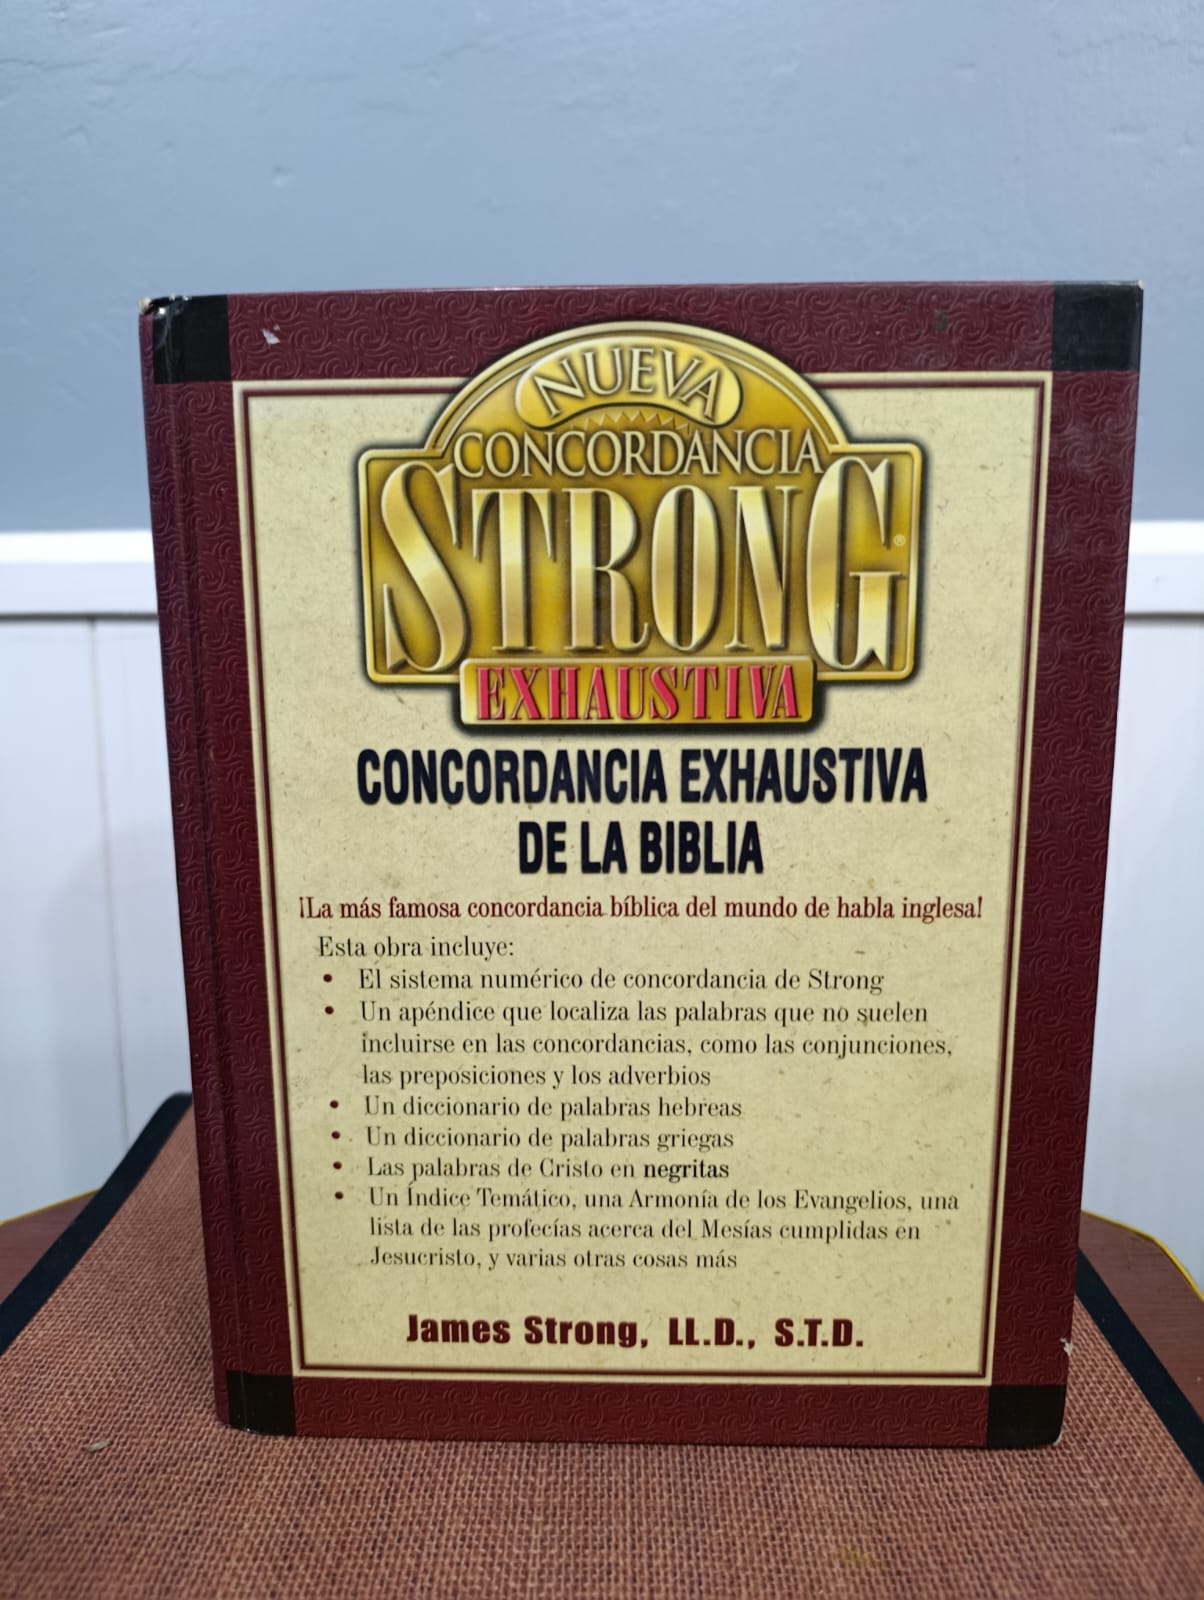 NUEVA
CONCORDANCIA
STRONG®
EXHAUSTIVA
CONCORDANCIA EXHAUSTIVA
DE LA BIBLIA
¡La más famosa concordancia bíblica del mundo de habla inglesa!
Esta obra incluye:
• El sistema numérico de concordancia de Strong
• Un apéndice que localiza las palabras que no suelen
incluirse en las concordancias, como las conjunciones,
las preposiciones y los adverbios
• Un diccionario de palabras hebreas
• Un diccionario de palabras griegas
• Las palabras de Cristo en negritas
• Un Índice Temático, una Armonía de los Evangelios, una
lista de las profecías acerca del Mesías cumplidas en
Jesucristo, y varias otras cosas más
James Strong, LL.D., S.T.D.